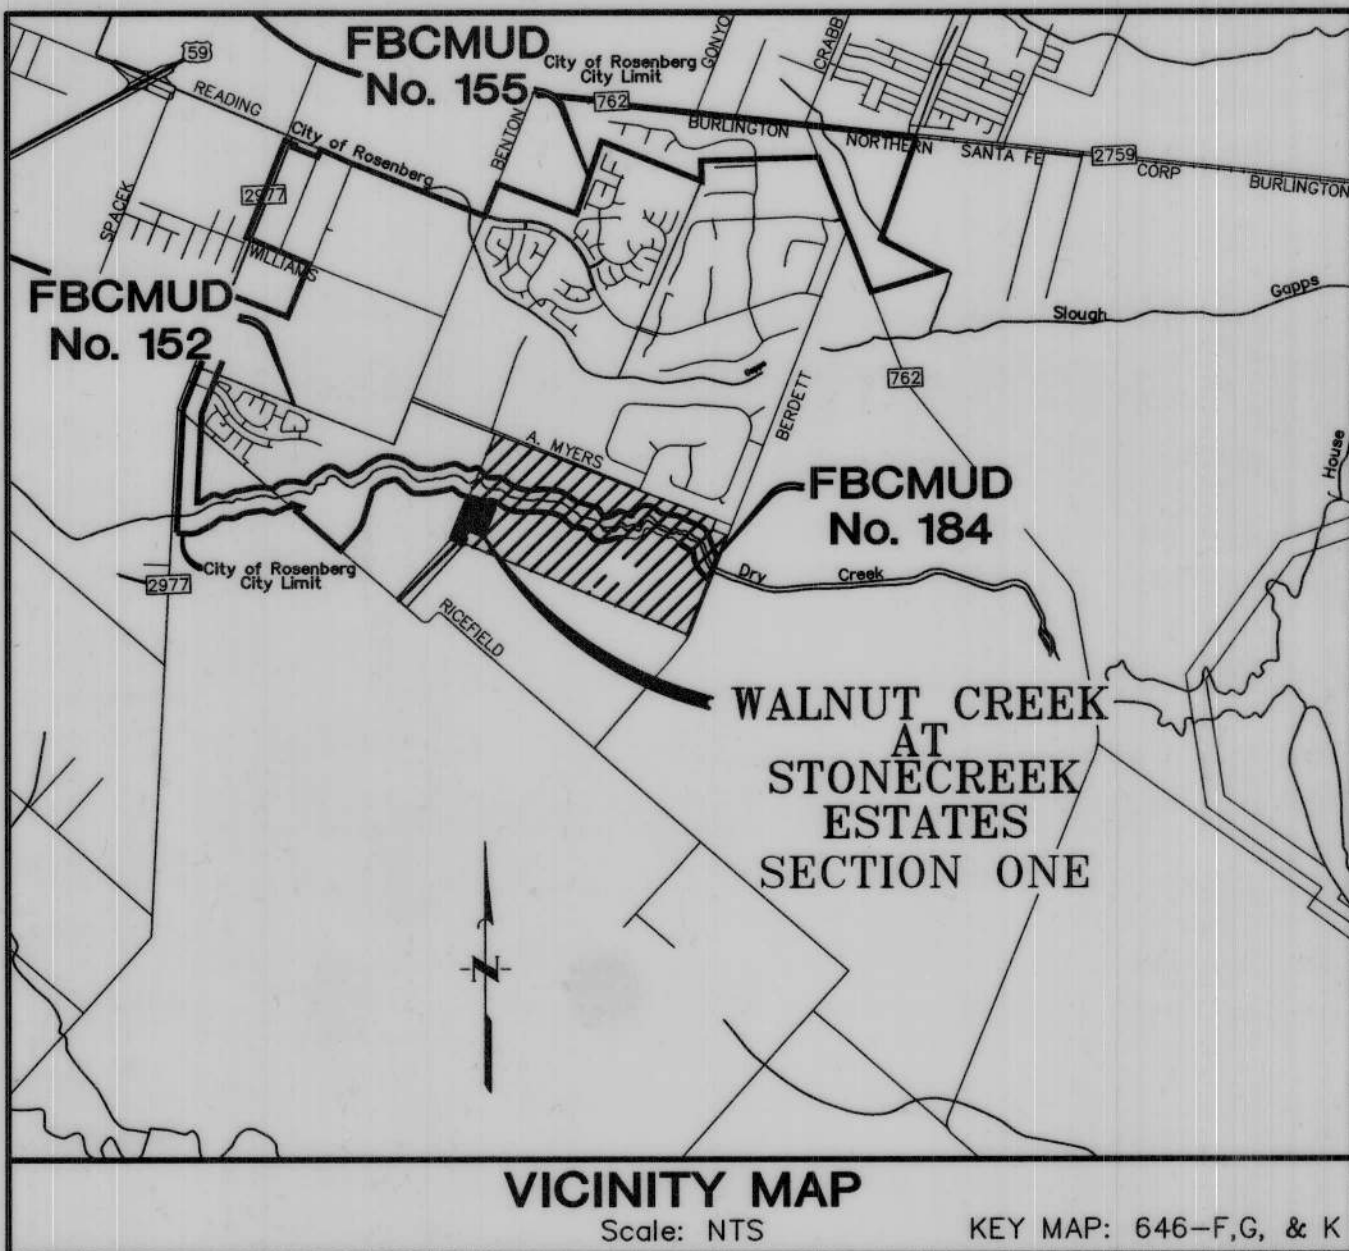 FBCMUD
No. 155
City of Rosenberg
City Limit
GONYO
CRABB
59
READING
City of Rosenberg
BENTON
762
BURLINGTON
NORTHERN
SANTA FE
2759
CORP
BURLINGTON
2977
SPACEK
WILLIAMS
FBCMUD
No. 152
Gapps
Slough
Gapps
762
BERDETT
A. MYERS
House
FBCMUD
No. 184
City of Rosenberg
City Limit
2977
Dry
Creek
RICEFIELD
WALNUT CREEK
AT
STONECREEK
ESTATES
SECTION ONE
N
VICINITY MAP
Scale: NTS
KEY MAP: 646-F,G, & K